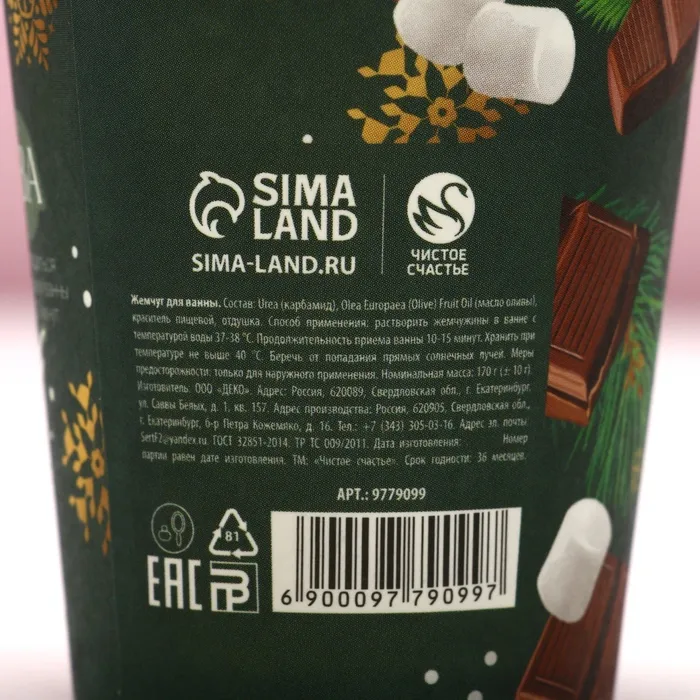 SIMA
LAND
SIMA-LAND.RU
ЧИСТОЕ
СЧАСТЬЕ
Жемчуг для ванны. Состав: Urea (карбамид), Olea Europaea (Olive) Fruit Oil (масло оливы),
краситель пищевой, отдушка. Способ применения: растворить жемчужины в ванне с
температурой воды 37-38 °С. Продолжительность приема ванны 10-15 минут. Хранить при
температуре не выше 40 °С. Беречь от попадания прямых солнечных лучей. Меры
предосторожности: только для наружного применения. Номинальная масса: 170 г (± 10 г).
Изготовитель: ООО «ДЕКО». Адрес: Россия, 620089, Свердловская обл., г. Екатеринбург,
ул. Саввы Белых, д. 1, кв. 157. Адрес производства: Россия, 620905, Свердловская обл.,
г. Екатеринбург, б-р Петра Кожемяко, д. 16. Тел.: +7 (343) 305-03-16. Адрес эл. почты:
SertF2@yandex.ru. ГОСТ 32851-2014. ТР ТС 009/2011. Дата изготовления: Номер
партии равен дате изготовления. ТМ: «Чистое счастье». Срок годности: 36 месяцев.
АРТ.: 9779099
81
EAC
6 900097 790997